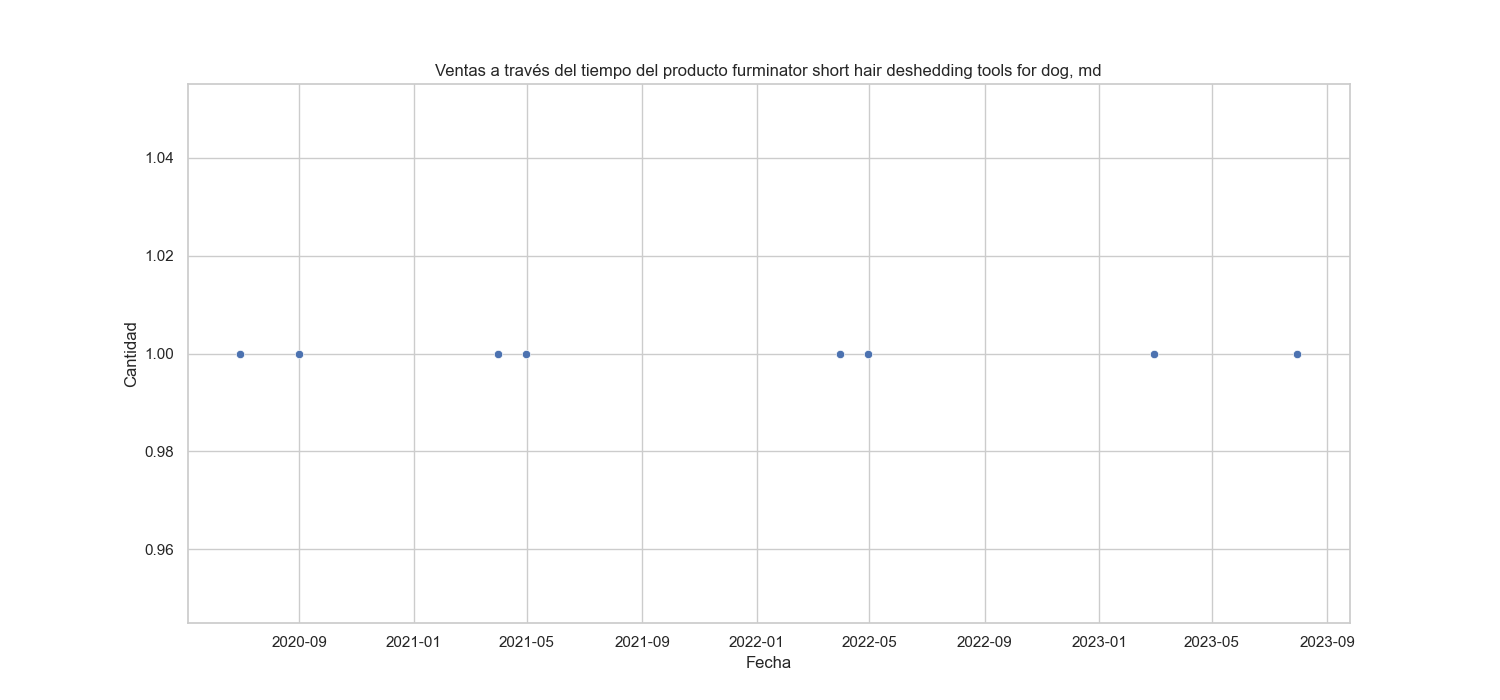 Ventas a través del tiempo del producto furminator short hair deshedding tools for dog, md
1.04
1.02
1.00
0.98
0.96
Cantidad
2020-09 2021-01 2021-05 2021-09 2022-01 2022-05 2022-09 2023-01 2023-05 2023-09
Fecha